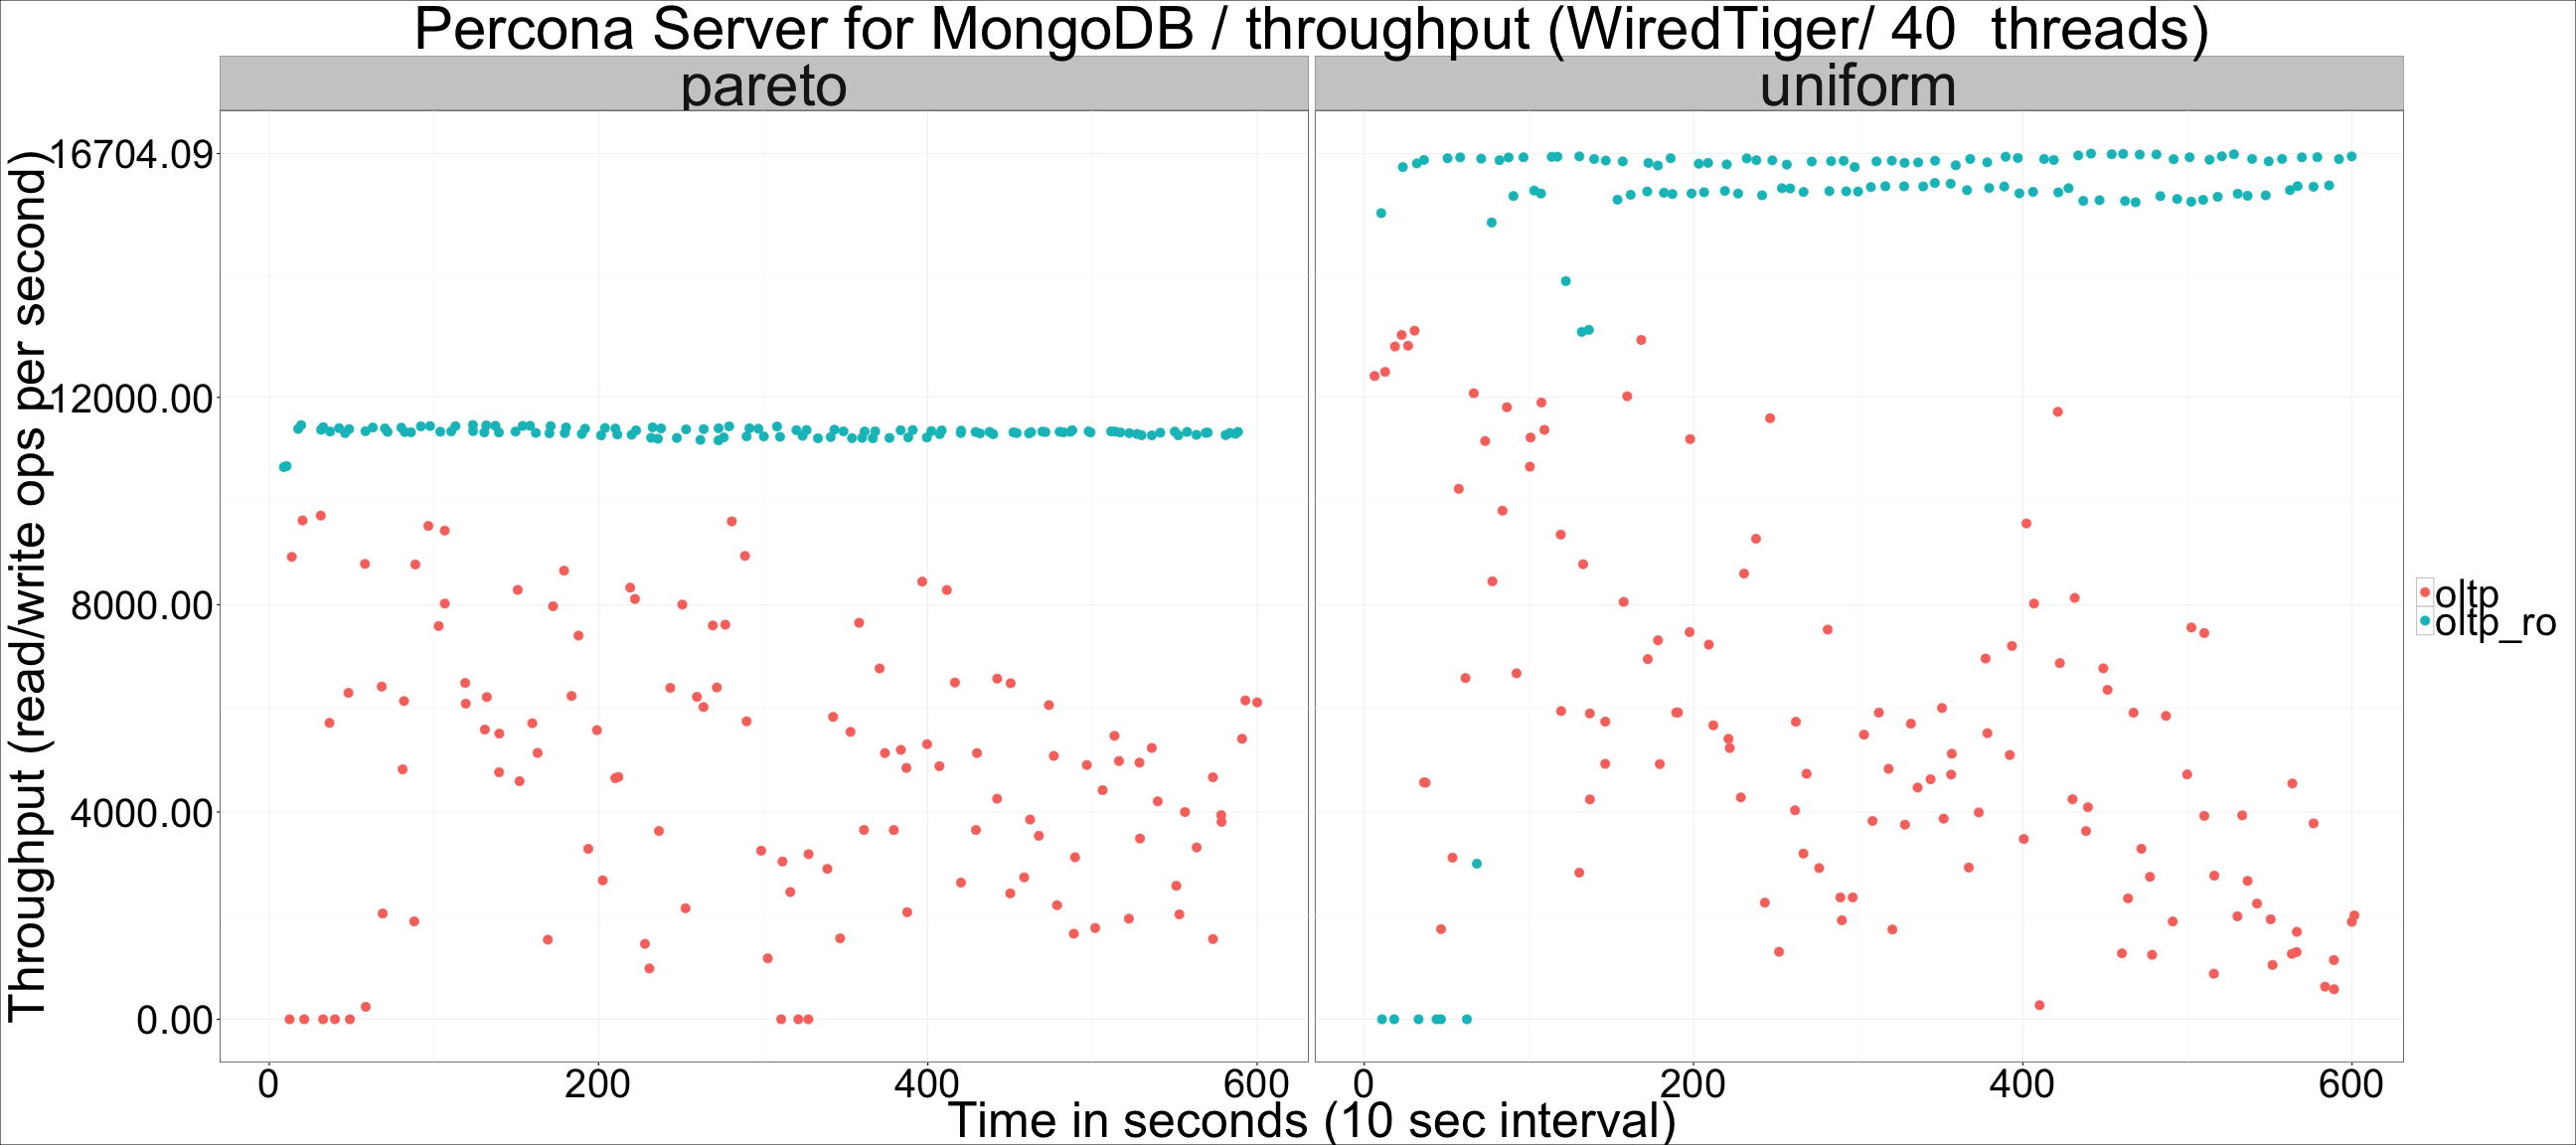 Percona Server for MongoDB / throughput (WiredTiger/ 40  threads)
pareto
uniform
Throughput (read/write ops per second)
16704.09
12000.00
8000.00
4000.00
0.00
0 200 400 600
0 200 400 600
Time in seconds (10 sec interval)
oltp
oltp_ro